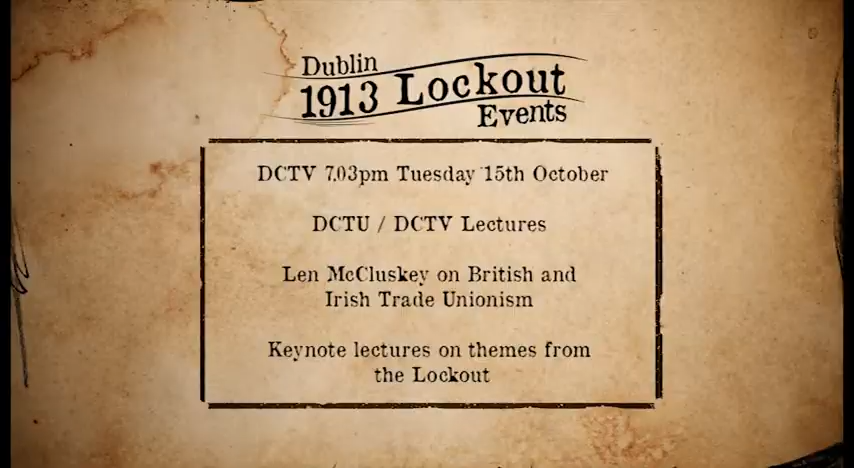 Dublin
1913 Lockout
Events
DCTV 7.03pm Tuesday 15th October
DCTU / DCTV Lectures
Len McCluskey on British and
Irish Trade Unionism
Keynote lectures on themes from
the Lockout